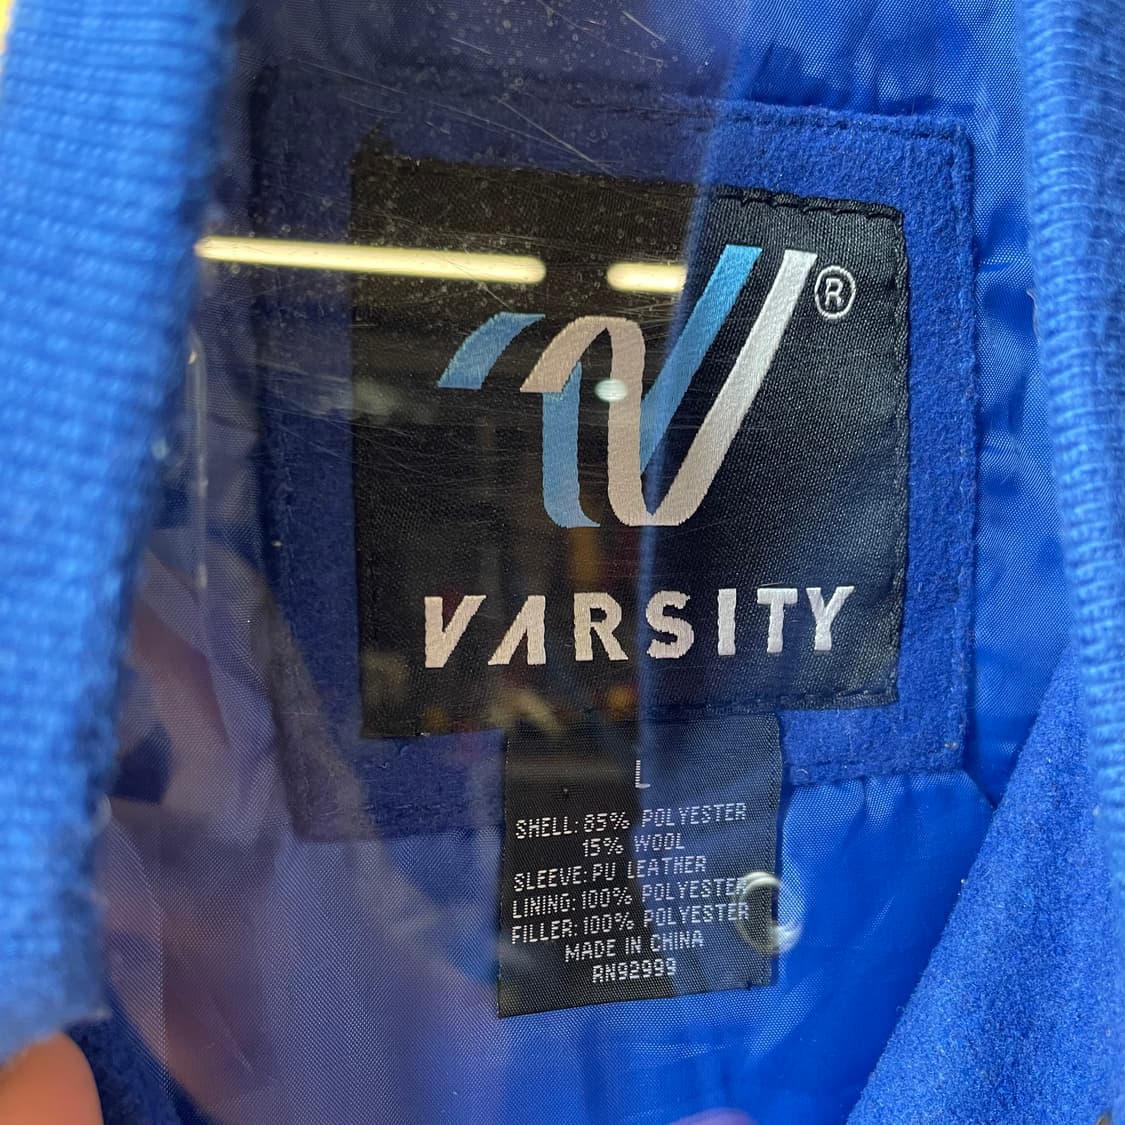 ®
VARSITY
L
SHELL: 85% POLYESTER
15% WOOL
SLEEVE: PU LEATHER
LINING: 100% POLYESTER
FILLER: 100% POLYESTER
MADE IN CHINA
RN92999